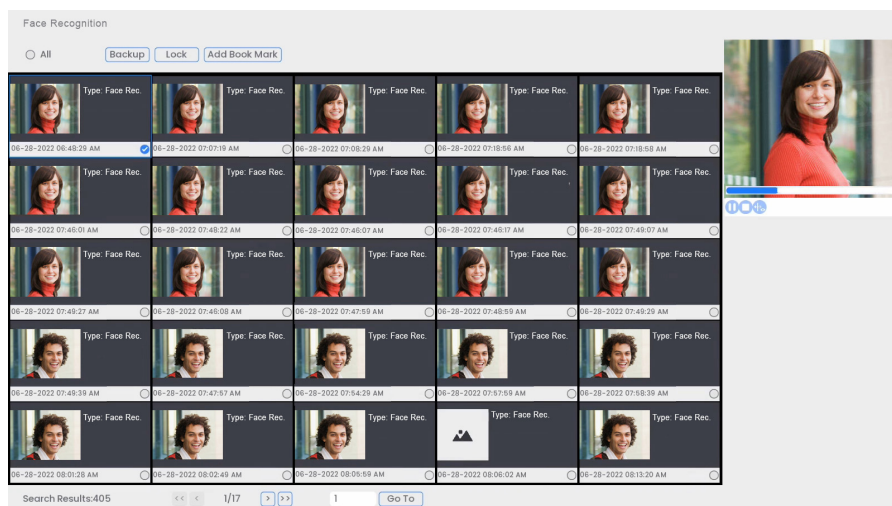 Face Recognition
All Backup Lock Add Book Mark
Type: Face Rec. Type: Face Rec. Type: Face Rec. Type: Face Rec. Type: Face Rec.
06-28-2022 06:48:29 AM 06-28-2022 07:07:19 AM 06-28-2022 07:08:29 AM 06-28-2022 07:18:56 AM 06-28-2022 07:18:58 AM
Type: Face Rec. Type: Face Rec. Type: Face Rec. Type: Face Rec. Type: Face Rec.
06-28-2022 07:46:01 AM 06-28-2022 07:48:22 AM 06-28-2022 07:46:07 AM 06-28-2022 07:46:17 AM 06-28-2022 07:49:07 AM
Type: Face Rec. Type: Face Rec. Type: Face Rec. Type: Face Rec. Type: Face Rec.
06-28-2022 07:49:27 AM 06-28-2022 07:46:08 AM 06-28-2022 07:47:59 AM 06-28-2022 07:48:59 AM 06-28-2022 07:49:29 AM
Type: Face Rec. Type: Face Rec. Type: Face Rec. Type: Face Rec. Type: Face Rec.
06-28-2022 07:49:39 AM 06-28-2022 07:47:57 AM 06-28-2022 07:54:29 AM 06-28-2022 07:57:59 AM 06-28-2022 07:58:39 AM
Type: Face Rec. Type: Face Rec. Type: Face Rec. Type: Face Rec. Type: Face Rec.
06-28-2022 08:01:28 AM 06-28-2022 08:02:49 AM 06-28-2022 08:05:59 AM 06-28-2022 08:06:02 AM 06-28-2022 08:13:20 AM
Search Results:405 << < 1/17 > >> 1 Go To